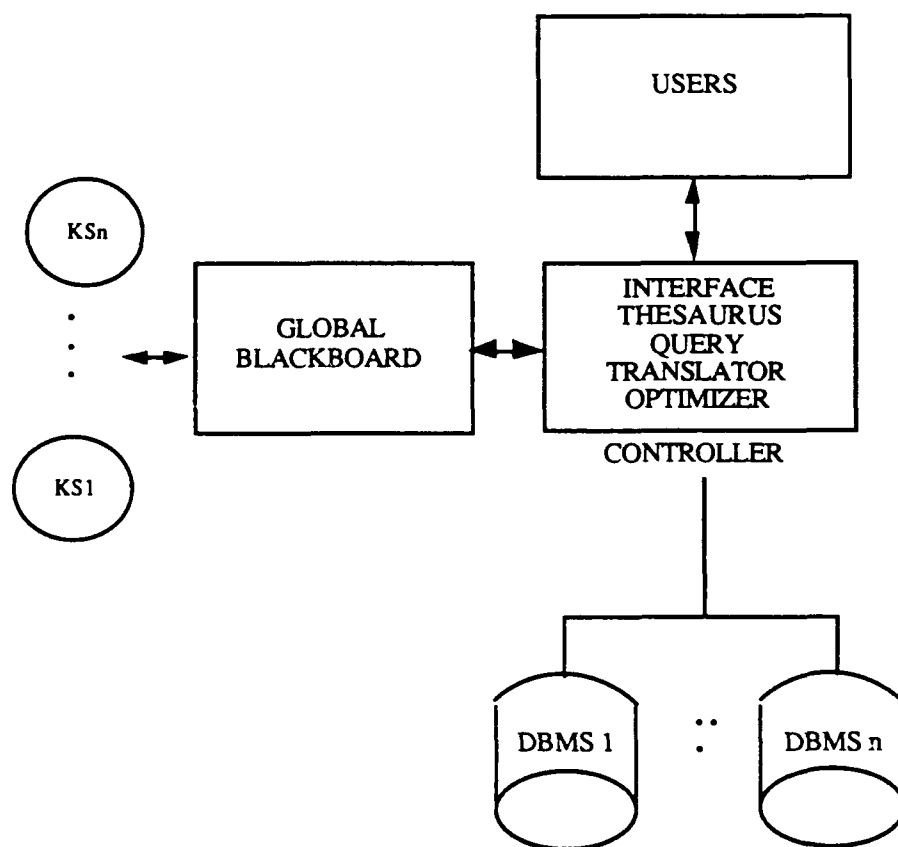 USERS
KSn
GLOBAL
BLACKBOARD
INTERFACE
THESAURUS
QUERY
TRANSLATOR
OPTIMIZER
KS1
CONTROLLER
DBMS 1
DBMS n